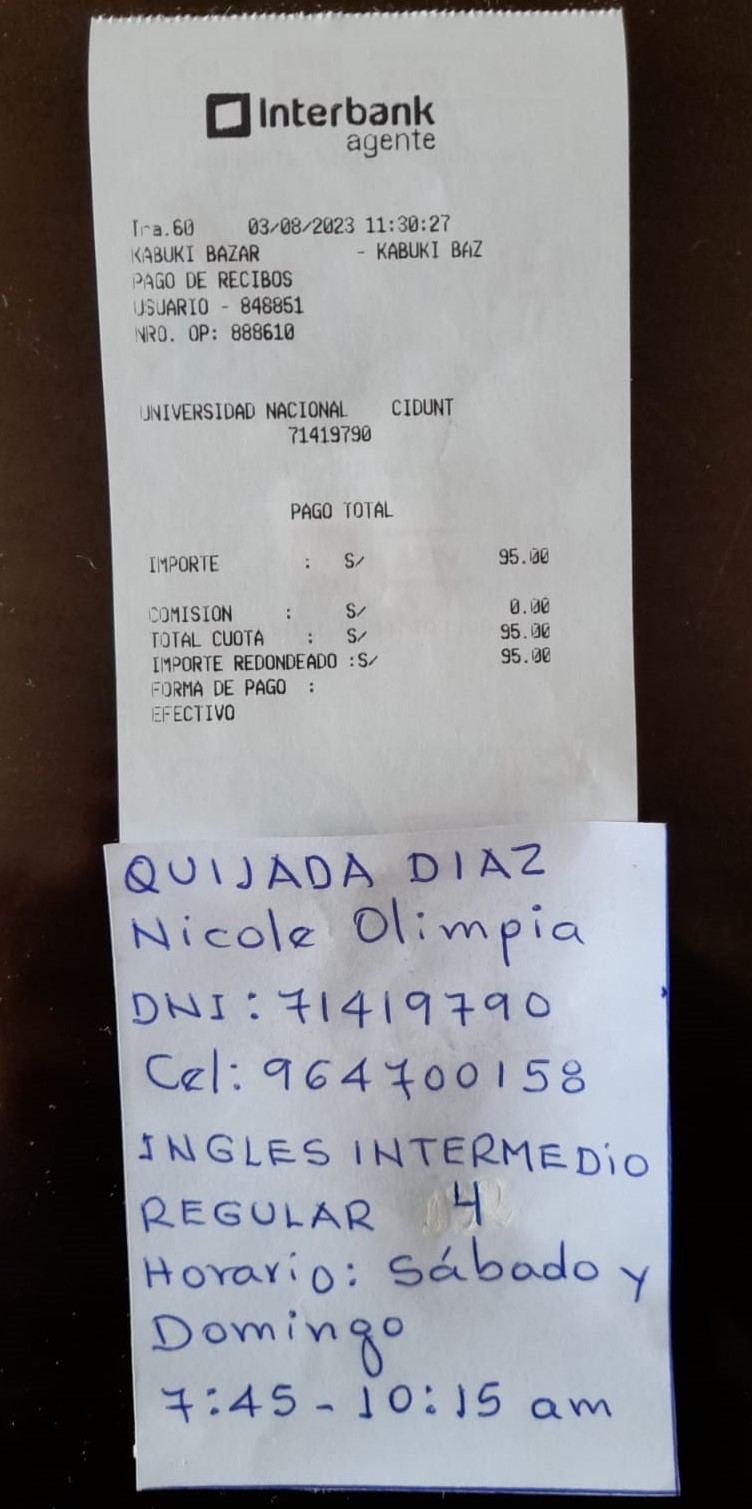 Interbank
agente
Tra.60 03/08/2023 11:30:27
KABUKI BAZAR - KABUKI BAZ
PAGO DE RECIBOS
USUARIO - 848851
NRO. OP: 888610
UNIVERSIDAD NACIONAL CIDUNT
71419790
PAGO TOTAL
IMPORTE : S/ 95.00
COMISION : S/ 0.00
TOTAL CUOTA : S/ 95.00
IMPORTE REDONDEADO :S/ 95.00
FORMA DE PAGO :
EFECTIVO
QUIJADA DIAZ
Nicole Olimpia
DNI: 71419790
Cel: 964700158
INGLES INTERMEDiO
REGULAR 4
Horario: Sábado y
Domingo
7:45 - 10:15 am